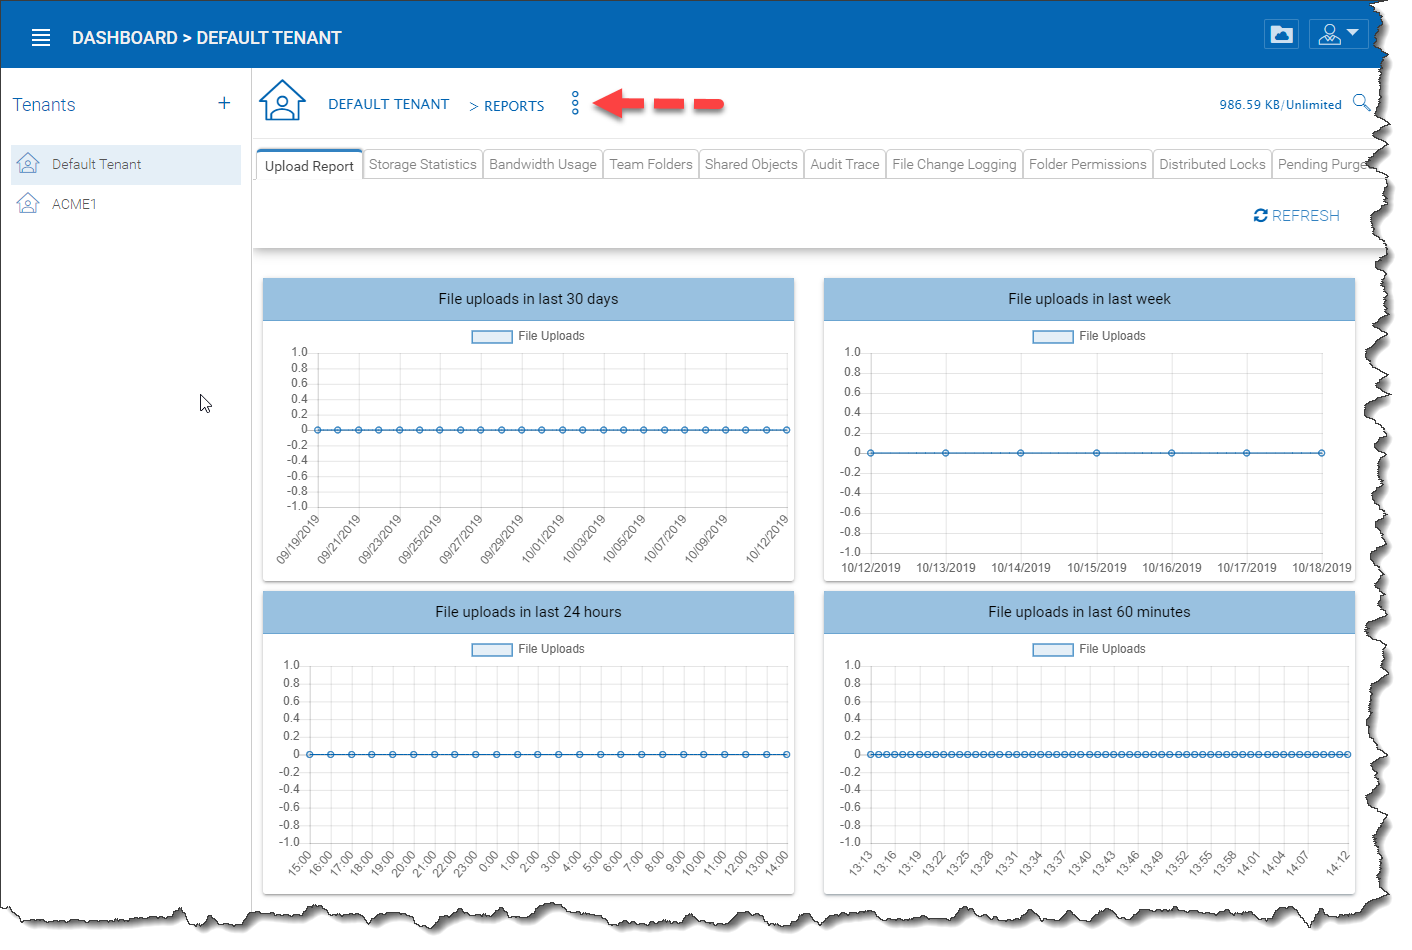 DASHBOARD > DEFAULT TENANT
Tenants +
Default Tenant
ACME1
DEFAULT TENANT > REPORTS
986.59 KB/Unlimited
Upload Report Storage Statistics Bandwidth Usage Team Folders Shared Objects Audit Trace File Change Logging Folder Permissions Distributed Locks Pending Purge
REFRESH
File uploads in last 30 days
File Uploads
1.0
0.8
0.6
0.4
0.2
0
-0.2
-0.4
-0.6
-0.8
-1.0
09/19/2019 09/21/2019 09/23/2019 09/25/2019 09/27/2019 09/29/2019 10/01/2019 10/03/2019 10/05/2019 10/07/2019 10/09/2019 10/12/2019
File uploads in last week
File Uploads
1.0
0.8
0.6
0.4
0.2
0
-0.2
-0.4
-0.6
-0.8
-1.0
10/12/2019 10/13/2019 10/14/2019 10/15/2019 10/16/2019 10/17/2019 10/18/2019
File uploads in last 24 hours
File Uploads
1.0
0.8
0.6
0.4
0.2
0
-0.2
-0.4
-0.6
-0.8
-1.0
15:00 16:00 17:00 18:00 19:00 20:00 21:00 22:00 23:00 0:00 1:00 2:00 3:00 4:00 5:00 6:00 7:00 8:00 9:00 10:00 11:00 12:00 13:00 14:00
File uploads in last 60 minutes
File Uploads
1.0
0.8
0.6
0.4
0.2
0
-0.2
-0.4
-0.6
-0.8
-1.0
13:13 13:16 13:19 13:22 13:25 13:28 13:31 13:34 13:37 13:40 13:43 13:46 13:49 13:52 13:55 13:58 14:01 14:04 14:07 14:12